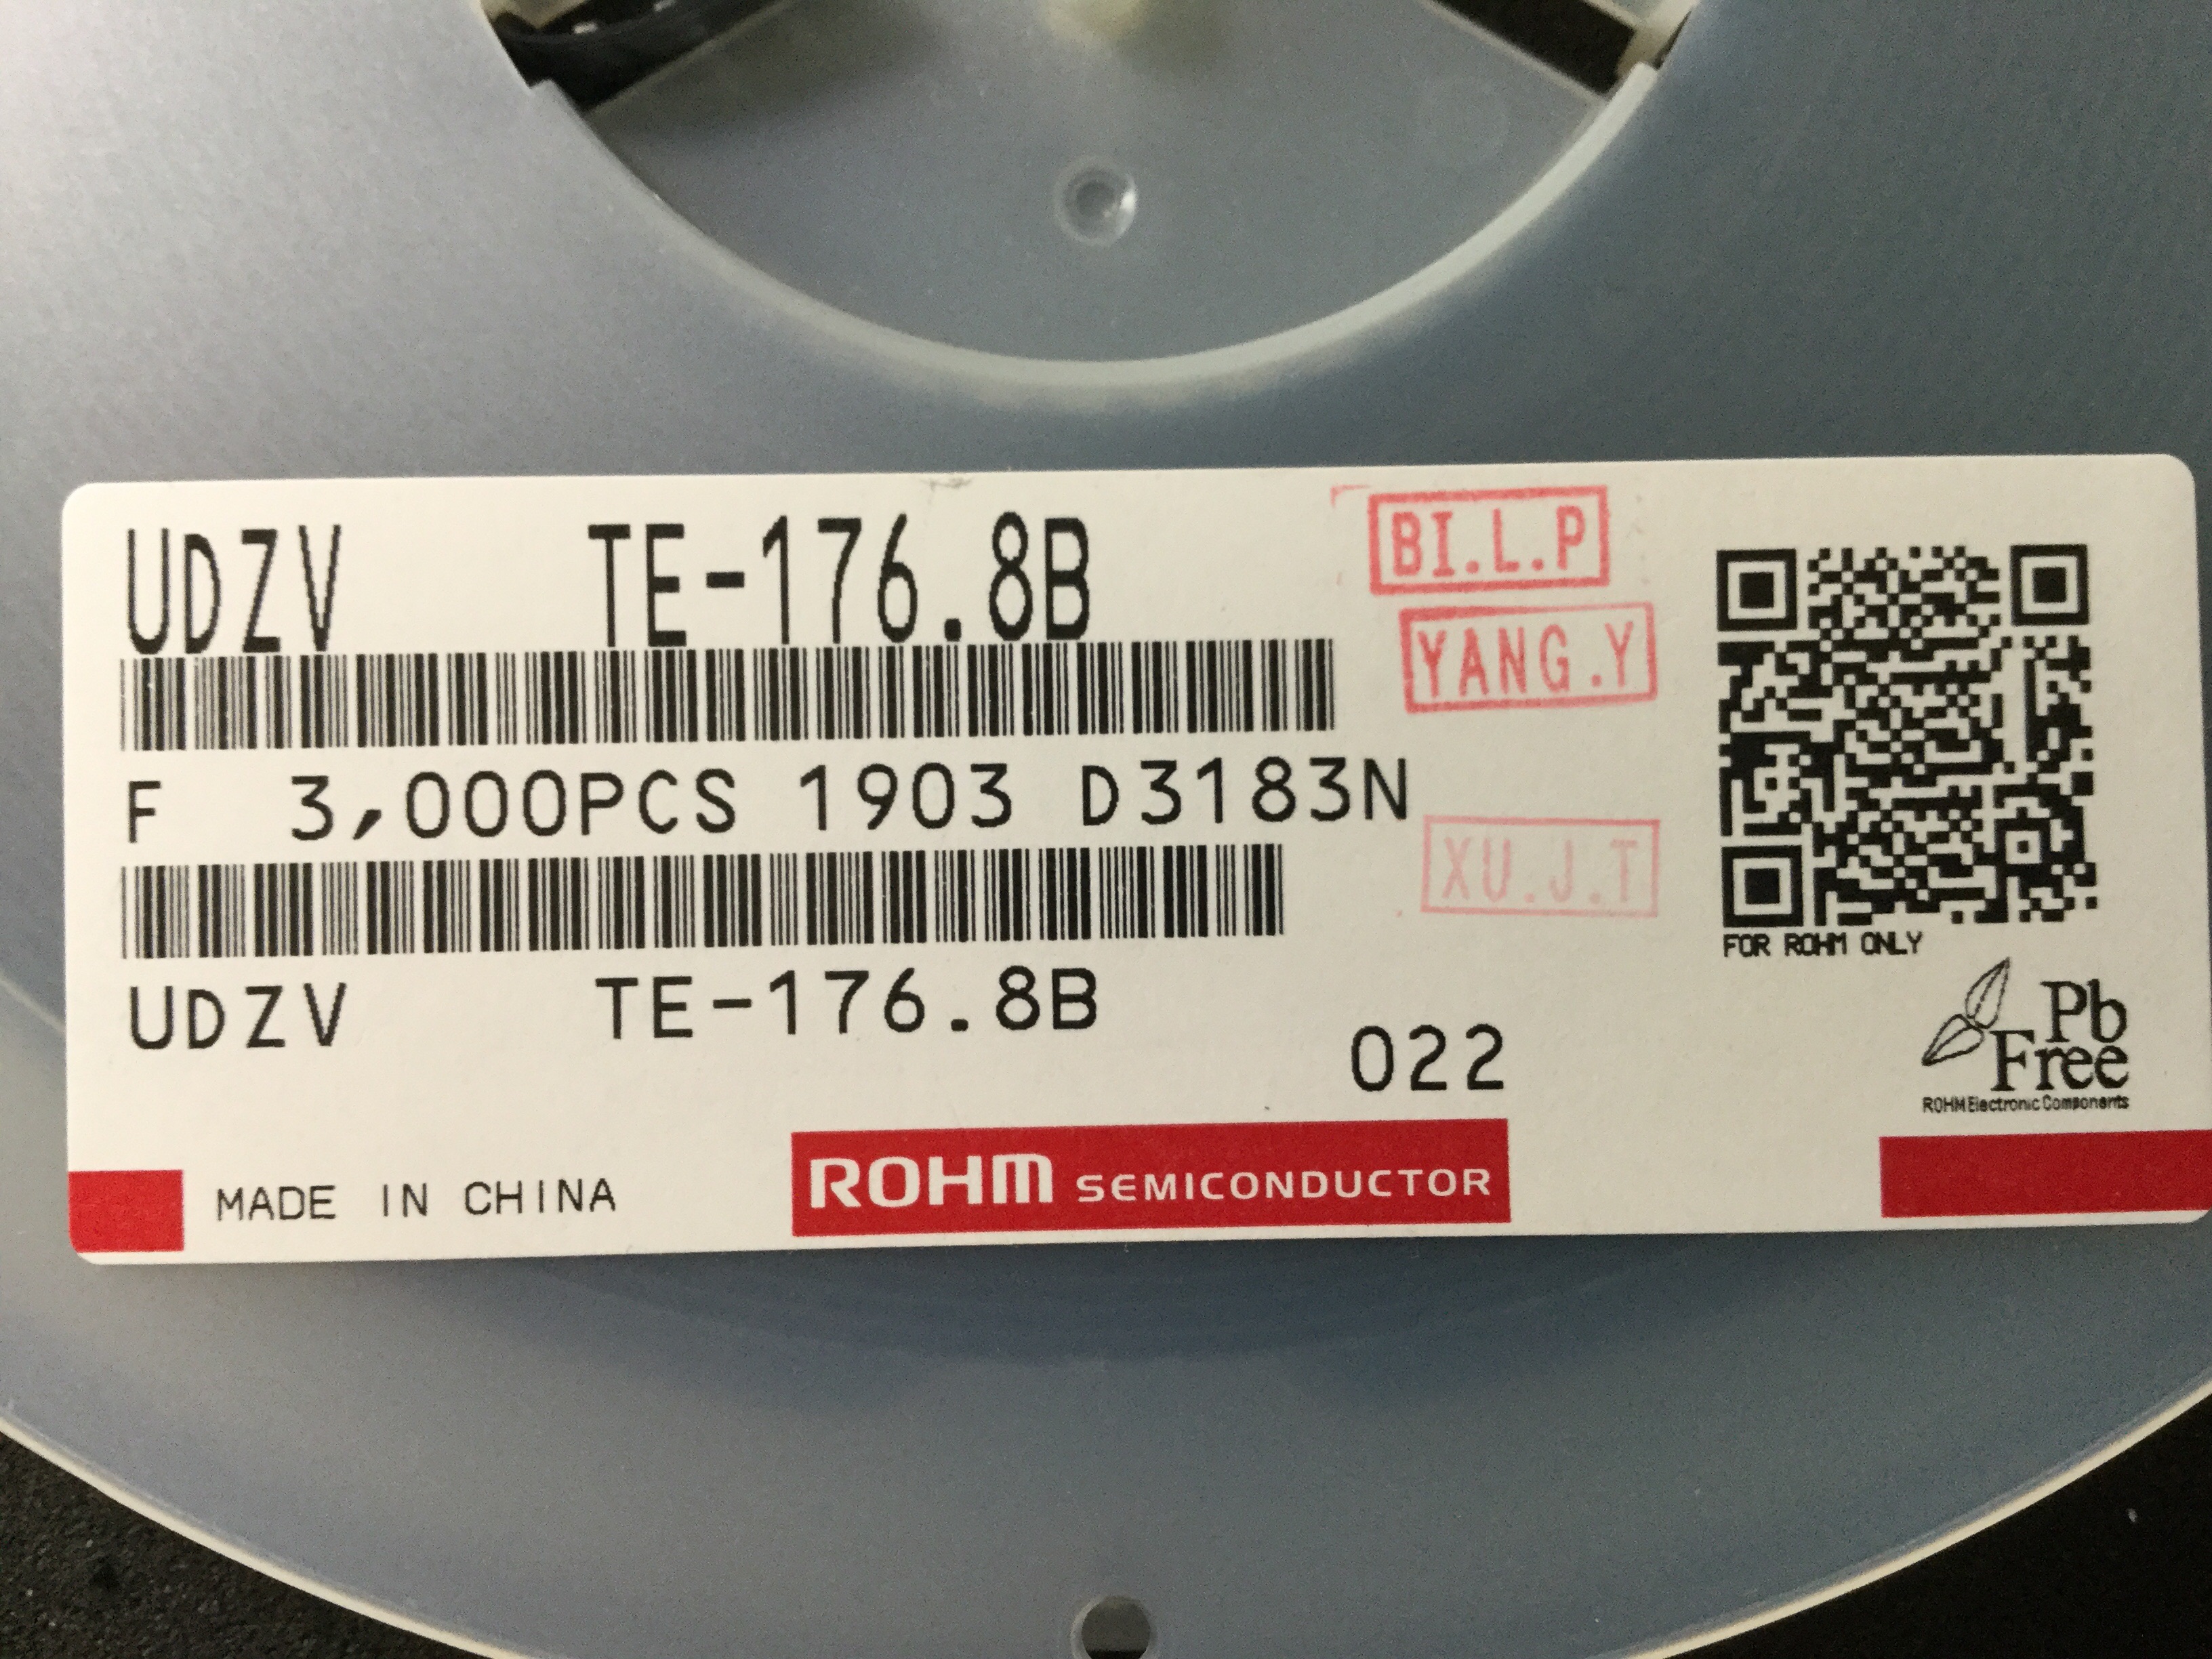 UDZV TE-176.8B
BI.L.P
YANG.Y
F 3,000PCS 1903 D3183N
XU.J.T
FOR ROHM ONLY
UDZV TE-176.8B
022
Pb
Free
ROHM Electronic Components
MADE IN CHINA
ROHM SEMICONDUCTOR